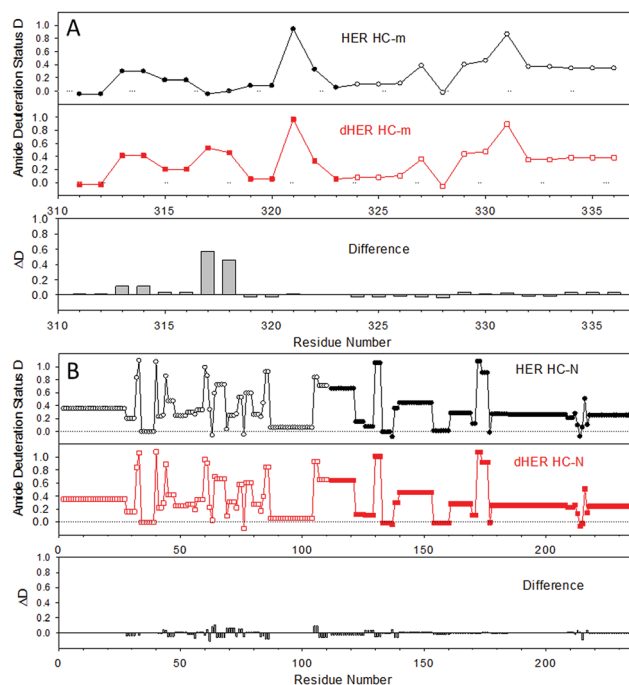 A
HER HC-m
1.0
0.8
0.6
0.4
0.2
0.0
Amide Deuteration Status D
dHER HC-m
1.0
0.8
0.6
0.4
0.2
0.0
310 315 320 325 330 335
Difference
1.0
0.8
0.6
0.4
0.2
0.0
ΔD
310 315 320 325 330 335
Residue Number
B
HER HC-N
1.0
0.8
0.6
0.4
0.2
0.0
Amide Deuteration Status D
dHER HC-N
1.0
0.8
0.6
0.4
0.2
0.0
0 50 100 150 200
Difference
1.0
0.8
0.6
0.4
0.2
0.0
ΔD
0 50 100 150 200
Residue Number